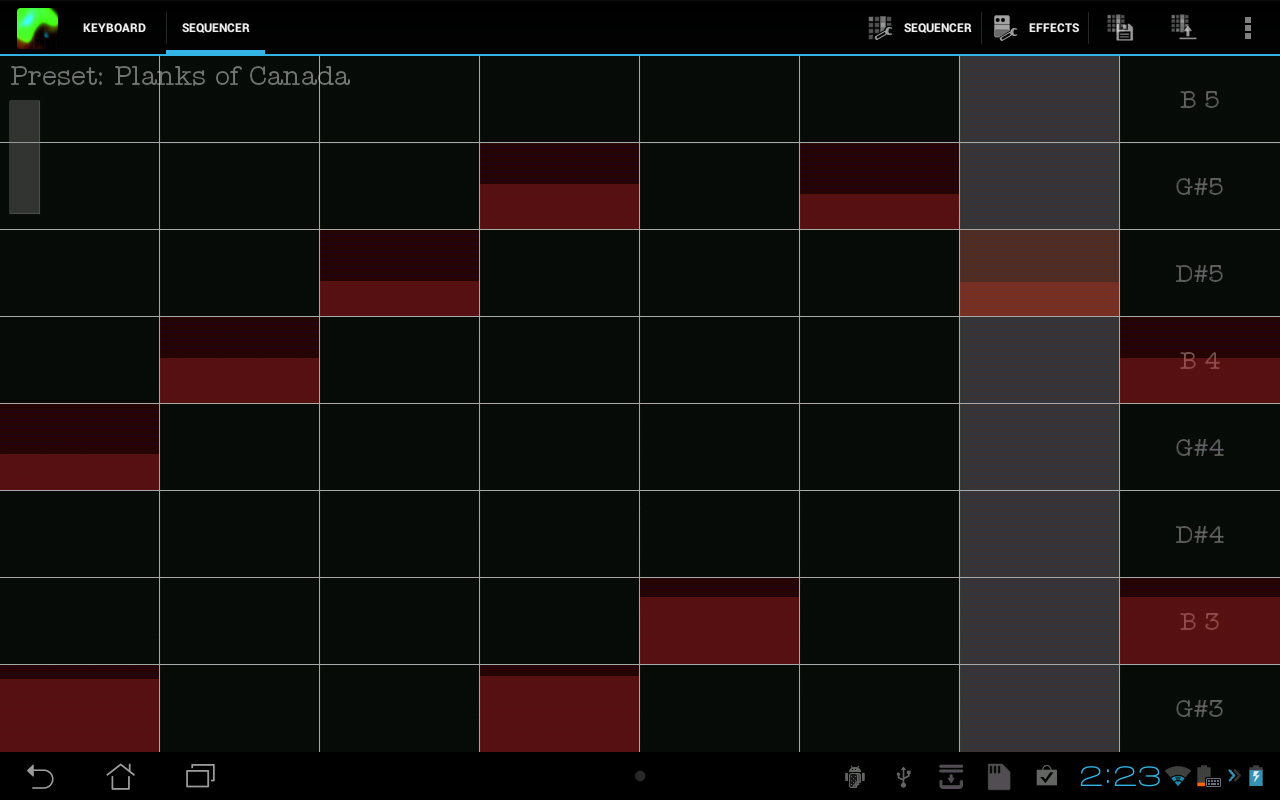 KEYBOARD SEQUENCER SEQUENCER EFFECTS
Preset: Planks of Canada
B 5
G#5
D#5
B 4
G#4
D#4
B 3
G#3
2:23